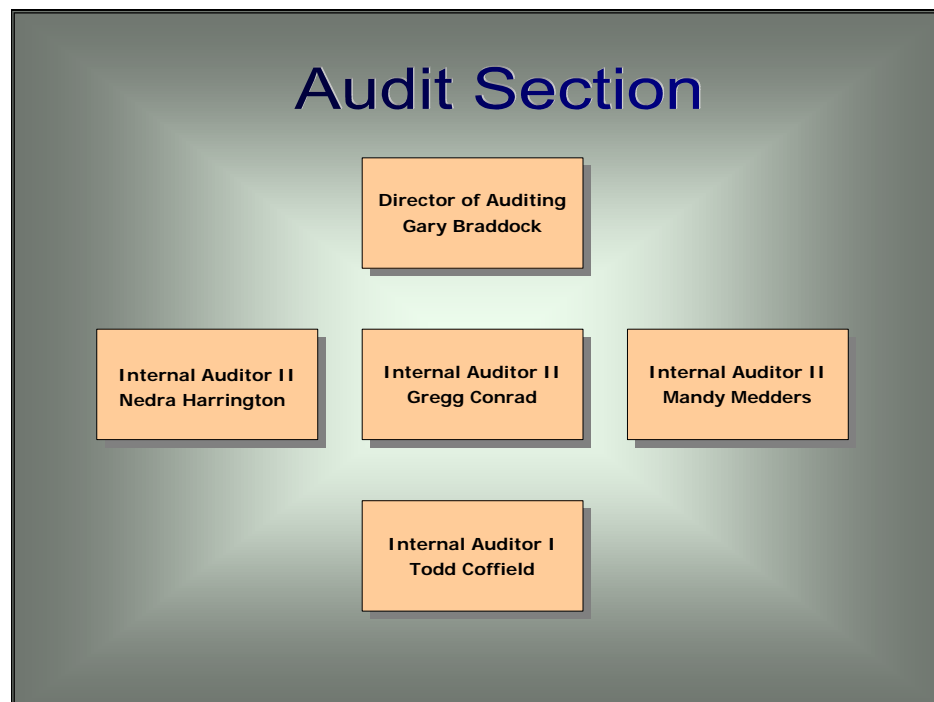 Audit Section
Director of Auditing
Gary Braddock
Internal Auditor II
Nedra Harrington
Internal Auditor II
Gregg Conrad
Internal Auditor II
Mandy Medders
Internal Auditor I
Todd Coffield